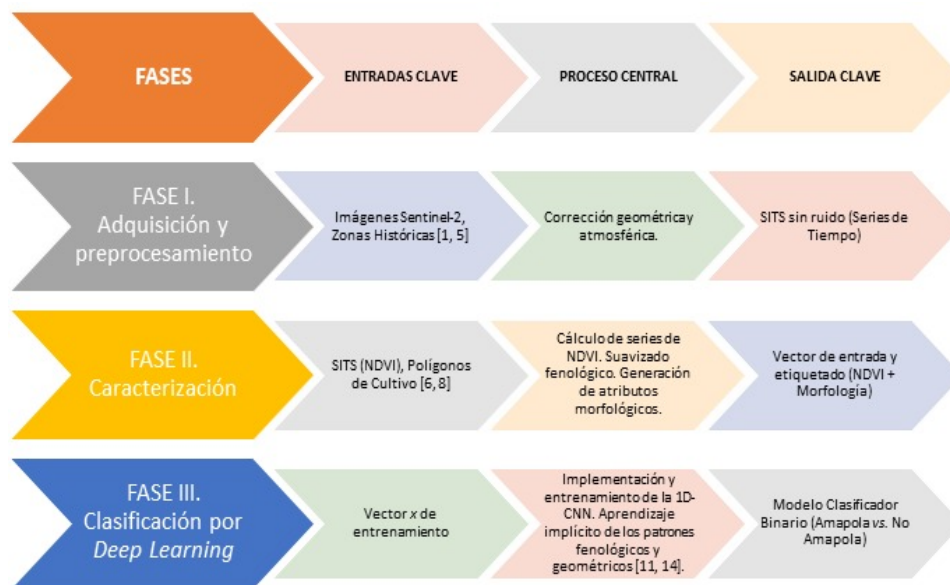 FASES
ENTRADAS CLAVE
PROCESO CENTRAL
SALIDA CLAVE
FASE I.
Adquisición y
preprocesamiento
Imágenes Sentinel-2,
Zonas Históricas [1, 5]
Corrección geométricay
atmosférica.
SITS sin ruido (Series de
Tiempo)
FASE II.
Caracterización
SITS (NDVI), Polígonos
de Cultivo [6, 8]
Cálculo de series de
NDVI. Suavizado
fenológico. Generación
de atributos
morfológicos.
Vector de entrada y
etiquetado (NDVI +
Morfología)
FASE III.
Clasificación por
Deep Learning
Vector x de
entrenamiento
Implementación y
entrenamiento de la 1D-
CNN. Aprendizaje
implícito de los patrones
fenológicos y
geométricos [11, 14].
Modelo Clasificador
Binario (Amapola vs. No
Amapola)